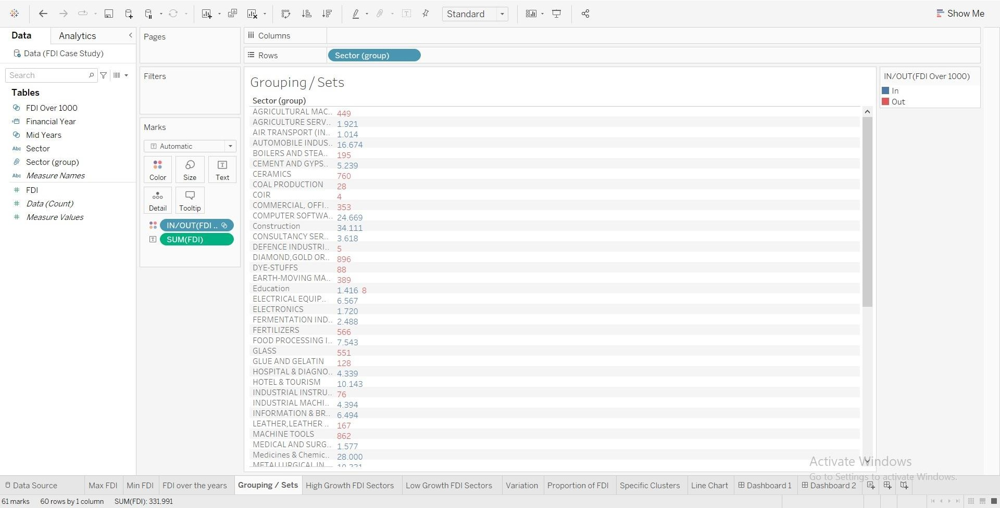 Standard
Show Me
Data
Analytics
Pages
Columns
Data (FDI Case Study)
Rows
Sector (group)
Search
Filters
Grouping / Sets
IN/OUT(FDI Over 1000)
In
Out
Tables
FDI Over 1000
Financial Year
Mid Years
Abc Sector
Sector (group)
Abc Measure Names
FDI
Data (Count)
Measure Values
Marks
Automatic
Color
Size
Text
Detail
Tooltip
IN/OUT(FDI ..
SUM(FDI)
Sector (group)
AGRICULTURAL MAC.. 449
AGRICULTURE SERV.. 1.921
AIR TRANSPORT (IN.. 1.014
AUTOMOBILE INDUS.. 16.674
BOILERS AND STEA.. 195
CEMENT AND GYPS.. 5.239
CERAMICS 760
COAL PRODUCTION 28
COIR 4
COMMERCIAL, OFFI.. 353
COMPUTER SOFTWA.. 24.669
Construction 34.111
CONSULTANCY SER.. 3.618
DEFENCE INDUSTRI.. 5
DIAMOND,GOLD OR.. 896
DYE-STUFFS 88
EARTH-MOVING MA.. 389
Education 1.416 8
ELECTRICAL EQUIP.. 6.567
ELECTRONICS 1.720
FERMENTATION IND.. 2.488
FERTILIZERS 566
FOOD PROCESSING I.. 7.543
GLASS 551
GLUE AND GELATIN 128
HOSPITAL & DIAGNO.. 4.339
HOTEL & TOURISM 10.143
INDUSTRIAL INSTRU.. 76
INDUSTRIAL MACHI.. 4.394
INFORMATION & BR.. 6.494
LEATHER,LEATHER .. 167
MACHINE TOOLS 862
MEDICAL AND SURG.. 1.577
Medicines & Chemic.. 28.000
METALLURGICAL IN..
Activate Windows
Go to Settings to activate Windows.
Data Source
Max FDI
Min FDI
FDI over the years
Grouping / Sets
High Growth FDI Sectors
Low Growth FDI Sectors
Variation
Proportion of FDI
Specific Clusters
Line Chart
Dashboard 1
Dashboard 2
61 marks
60 rows by 1 column
SUM(FDI): 331,991